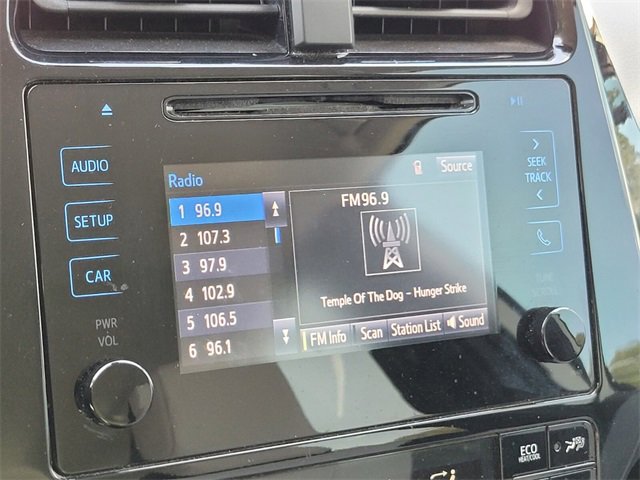 AUDIO
SETUP
CAR
PWR
VOL
Radio
Source
1 96.9
2 107.3
3 97.9
4 102.9
5 106.5
6 96.1
FM96.9
Temple Of The Dog - Hunger Strike
FM Info
Scan
Station List
Sound
SEEK
TRACK
ECO
HEAT/COOL